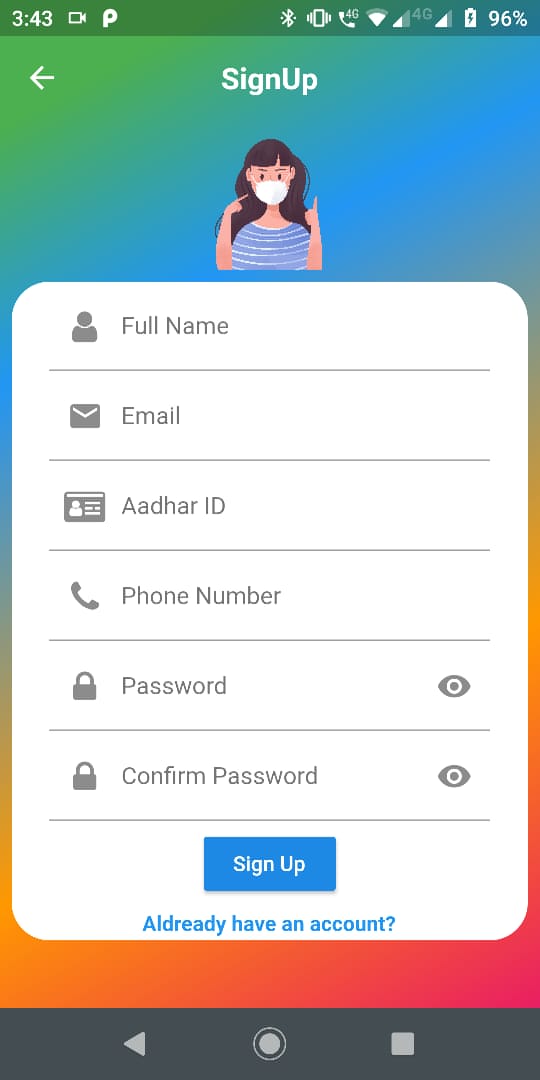 3:43 4G 4G 96%
SignUp
Full Name
Email
Aadhar ID
Phone Number
Password
Confirm Password
Sign Up
Aldready have an account?